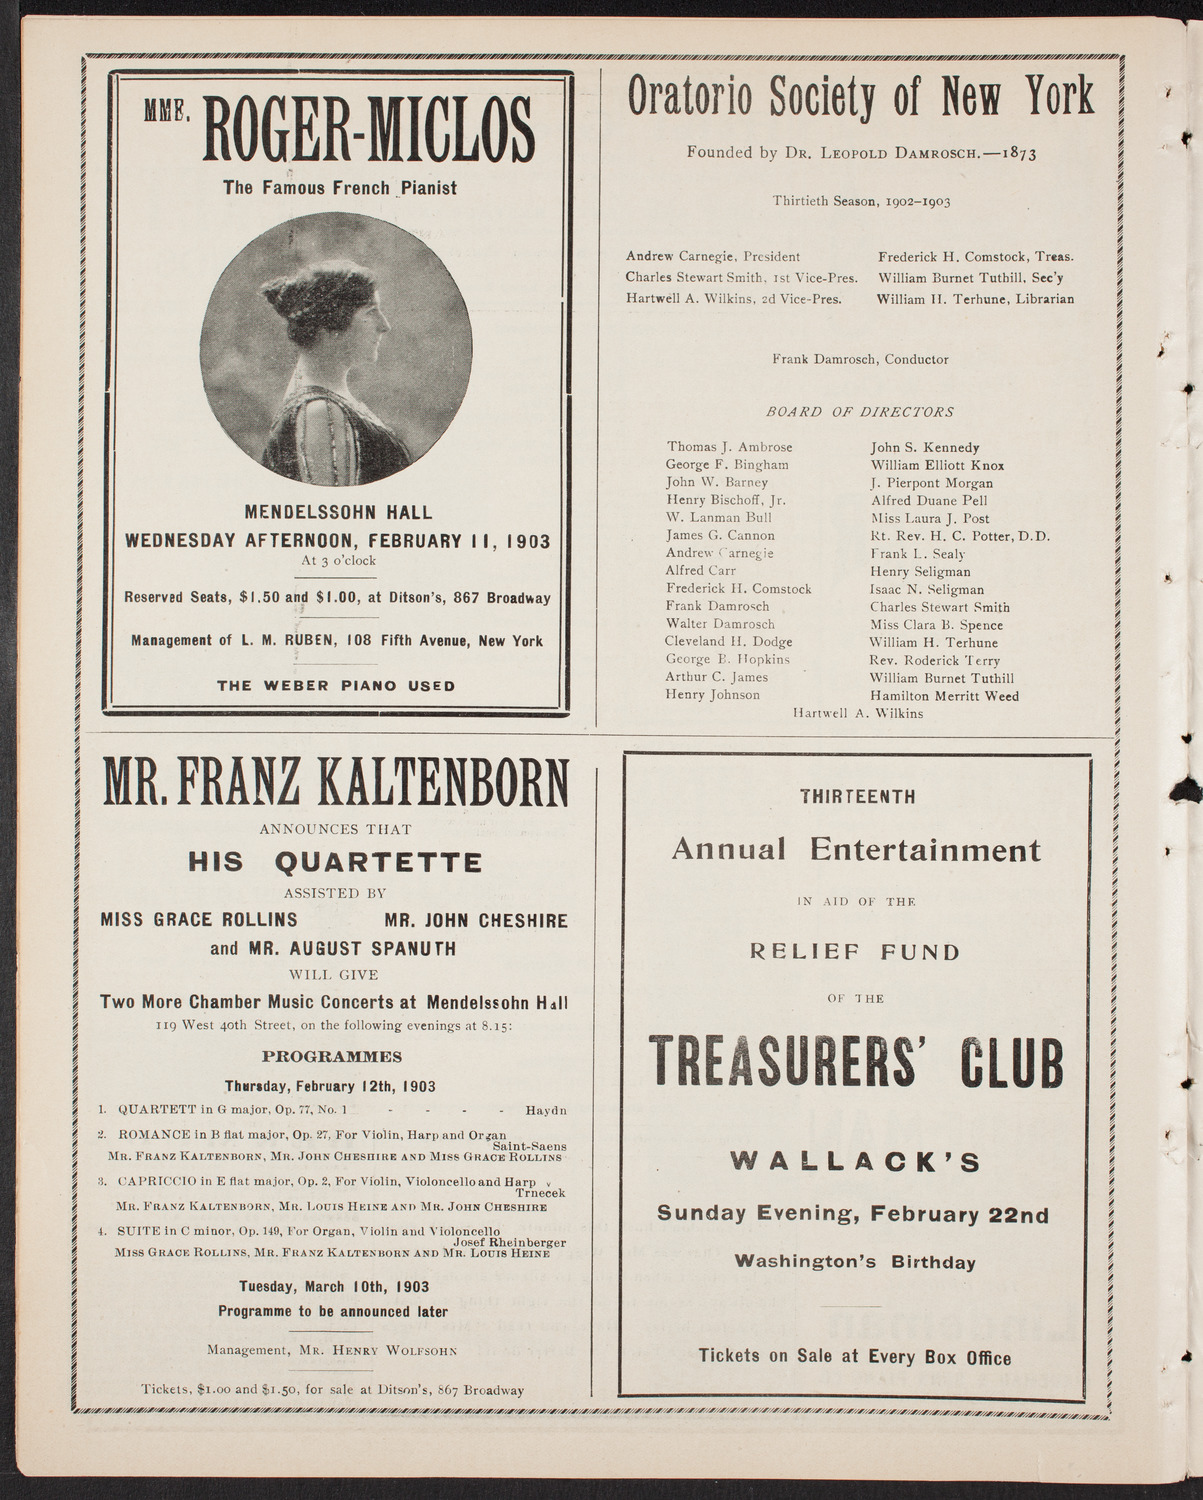 MME. ROGER-MICLOS
The Famous French Pianist
MENDELSSOHN HALL
WEDNESDAY AFTERNOON, FEBRUARY 11, 1903
At 3 o'clock
Reserved Seats, $1.50 and $1.00, at Ditson's, 867 Broadway
Management of L. M. RUBEN, 108 Fifth Avenue, New York
THE WEBER PIANO USED
Oratorio Society of New York
Founded by DR. LEOPOLD DAMROSCH.—1873
Thirtieth Season, 1902–1903
Andrew Carnegie, President
Charles Stewart Smith, 1st Vice-Pres.
Hartwell A. Wilkins, 2d Vice-Pres.
Frederick H. Comstock, Treas.
William Burnet Tuthill, Sec'y
William H. Terhune, Librarian
Frank Damrosch, Conductor
BOARD OF DIRECTORS
Thomas J. Ambrose
George F. Bingham
John W. Barney
Henry Bischoff, Jr.
W. Lanman Bull
James G. Cannon
Andrew Carnegie
Alfred Carr
Frederick H. Comstock
Frank Damrosch
Walter Damrosch
Cleveland H. Dodge
George B. Hopkins
Arthur C. James
Henry Johnson
John S. Kennedy
William Elliott Knox
J. Pierpont Morgan
Alfred Duane Pell
Miss Laura J. Post
Rt. Rev. H. C. Potter, D.D.
Frank L. Sealy
Henry Seligman
Isaac N. Seligman
Charles Stewart Smith
Miss Clara B. Spence
William H. Terhune
Rev. Roderick Terry
William Burnet Tuthill
Hamilton Merritt Weed
Hartwell A. Wilkins
MR. FRANZ KALTENBORN
ANNOUNCES THAT
HIS QUARTETTE
ASSISTED BY
MISS GRACE ROLLINS MR. JOHN CHESHIRE
and MR. AUGUST SPANUTH
WILL GIVE
Two More Chamber Music Concerts at Mendelssohn Hall
119 West 40th Street, on the following evenings at 8.15:
PROGRAMMES
Thursday, February 12th, 1903
1. QUARTETT in G major, Op. 77, No. 1 - - - - Haydn
2. ROMANCE in B flat major, Op. 27, For Violin, Harp and Organ
Saint-Saens
MR. FRANZ KALTENBORN, MR. JOHN CHESHIRE AND MISS GRACE ROLLINS
3. CAPRICCIO in E flat major, Op. 2, For Violin, Violoncello and Harp
Trnecek
MR. FRANZ KALTENBORN, MR. LOUIS HEINE AND MR. JOHN CHESHIRE
4. SUITE in C minor, Op. 149, For Organ, Violin and Violoncello
Josef Rheinberger
MISS GRACE ROLLINS, MR. FRANZ KALTENBORN AND MR. LOUIS HEINE
Tuesday, March 10th, 1903
Programme to be announced later
Management, MR. HENRY WOLFSOHN
Tickets, $1.00 and $1.50, for sale at Ditson's, 867 Broadway
THIRTEENTH
Annual Entertainment
IN AID OF THE
RELIEF FUND
OF THE
TREASURERS' CLUB
WALLACK'S
Sunday Evening, February 22nd
Washington's Birthday
Tickets on Sale at Every Box Office